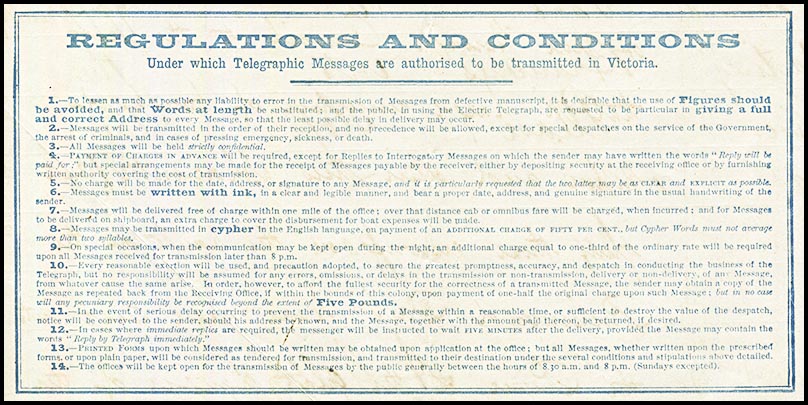 REGULATIONS AND CONDITIONS
Under which Telegraphic Messages are authorised to be transmitted in Victoria.
1.—To lessen as much as possible any liability to error in the transmission of Messages from defective manuscript, it is desirable that the use of Figures should
be avoided, and that Words at length be substituted; and the public, in using the Electric Telegraph, are requested to be particular in giving a full
and correct Address to every Message, so that the least possible delay in delivery may occur.
2.—Messages will be transmitted in the order of their reception, and no precedence will be allowed, except for special despatches on the service of the Government,
the arrest of criminals, and in cases of pressing emergency, sickness, or death.
3.—All Messages will be held strictly confidential.
4.—PAYMENT OF CHARGES IN ADVANCE will be required, except for Replies to Interrogatory Messages on which the sender may have written the words "Reply will be
paid for;" but special arrangements may be made for the receipt of Messages payable by the receiver, either by depositing security at the receiving office or by furnishing
written authority covering the cost of transmission.
5.—No charge will be made for the date, address, or signature to any Message, and it is particularly requested that the two latter may be as CLEAR and EXPLICIT as possible.
6.—Messages must be written with ink, in a clear and legible manner, and bear a proper date, address, and genuine signature in the usual handwriting of the
sender.
7.—Messages will be delivered free of charge within one mile of the office; over that distance cab or omnibus fare will be charged, when incurred; and for Messages
to be delivered on shipboard, an extra charge to cover the disbursement for boat expenses will be made.
8.—Messages may be transmitted in cypher in the English language, on payment of an ADDITIONAL CHARGE OF FIFTY PER CENT., but Cypher Words must not average
more than two syllables.
9.—On special occasions, when the communication may be kept open during the night, an additional charge equal to one-third of the ordinary rate will be required
upon all Messages received for transmission later than 8 p.m.
10.—Every reasonable exertion will be used, and precaution adopted, to secure the greatest promptness, accuracy, and despatch in conducting the business of the
Telegraph, but no responsibility will be assumed for any errors, omissions, or delays in the transmission or non-transmission, delivery or non-delivery, of any Message,
from whatever cause the same arise. In order, however, to afford the fullest security for the correctness of a transmitted Message, the sender may obtain a copy of the
Message as repeated back from the Receiving Office, if within the bounds of this colony, upon payment of one-half the original charge upon such Message; but in no case
will any pecuniary responsibility be recognised beyond the extent of Five Pounds.
11.—In the event of serious delay occurring to prevent the transmission of a Message within a reasonable time, or sufficient to destroy the value of the despatch,
notice will be conveyed to the sender, should his address be known, and the Message, together with the amount paid thereon, be returned, if desired.
12.—In cases where immediate replies are required, the messenger will be instructed to wait FIVE MINUTES after the delivery, provided the Message may contain the
words "Reply by Telegraph immediately."
13.—PRINTED FORMS upon which Messages should be written may be obtained upon application at the office; but all Messages, whether written upon the prescribed
forms, or upon plain paper, will be considered as tendered for transmission, and transmitted to their destination under the several conditions and stipulations above detailed.
14.—The offices will be kept open for the transmission of Messages by the public generally between the hours of 8.30 a.m. and 8 p.m. (Sundays excepted).